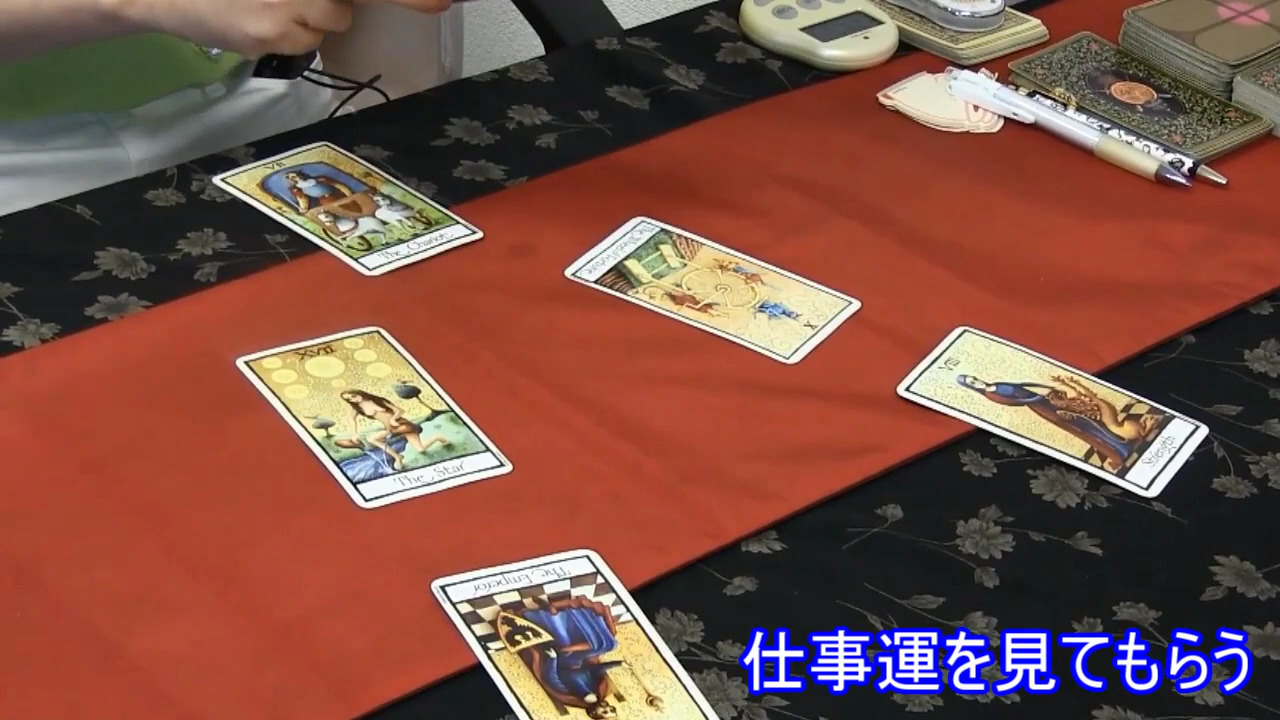 VII
The Chariot
The Wheel of Fortune
X
XVII
The Star
VIII
Strength
The Emperor
仕事運を見てもらう